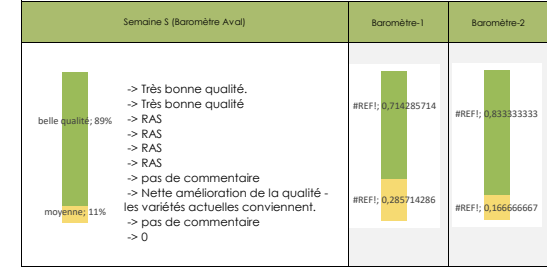 Semaine S (Baromètre Aval)
Baromètre-1
Baromètre-2
belle qualité; 89%
moyenne; 11%
-> Très bonne qualité.
-> Très bonne qualité
-> RAS
-> RAS
-> RAS
-> RAS
-> pas de commentaire
-> Nette amélioration de la qualité -
les variétés actuelles conviennent.
-> pas de commentaire
-> 0
#REF!; 0,714285714
#REF!; 0,285714286
#REF!; 0,833333333
#REF!; 0,166666667